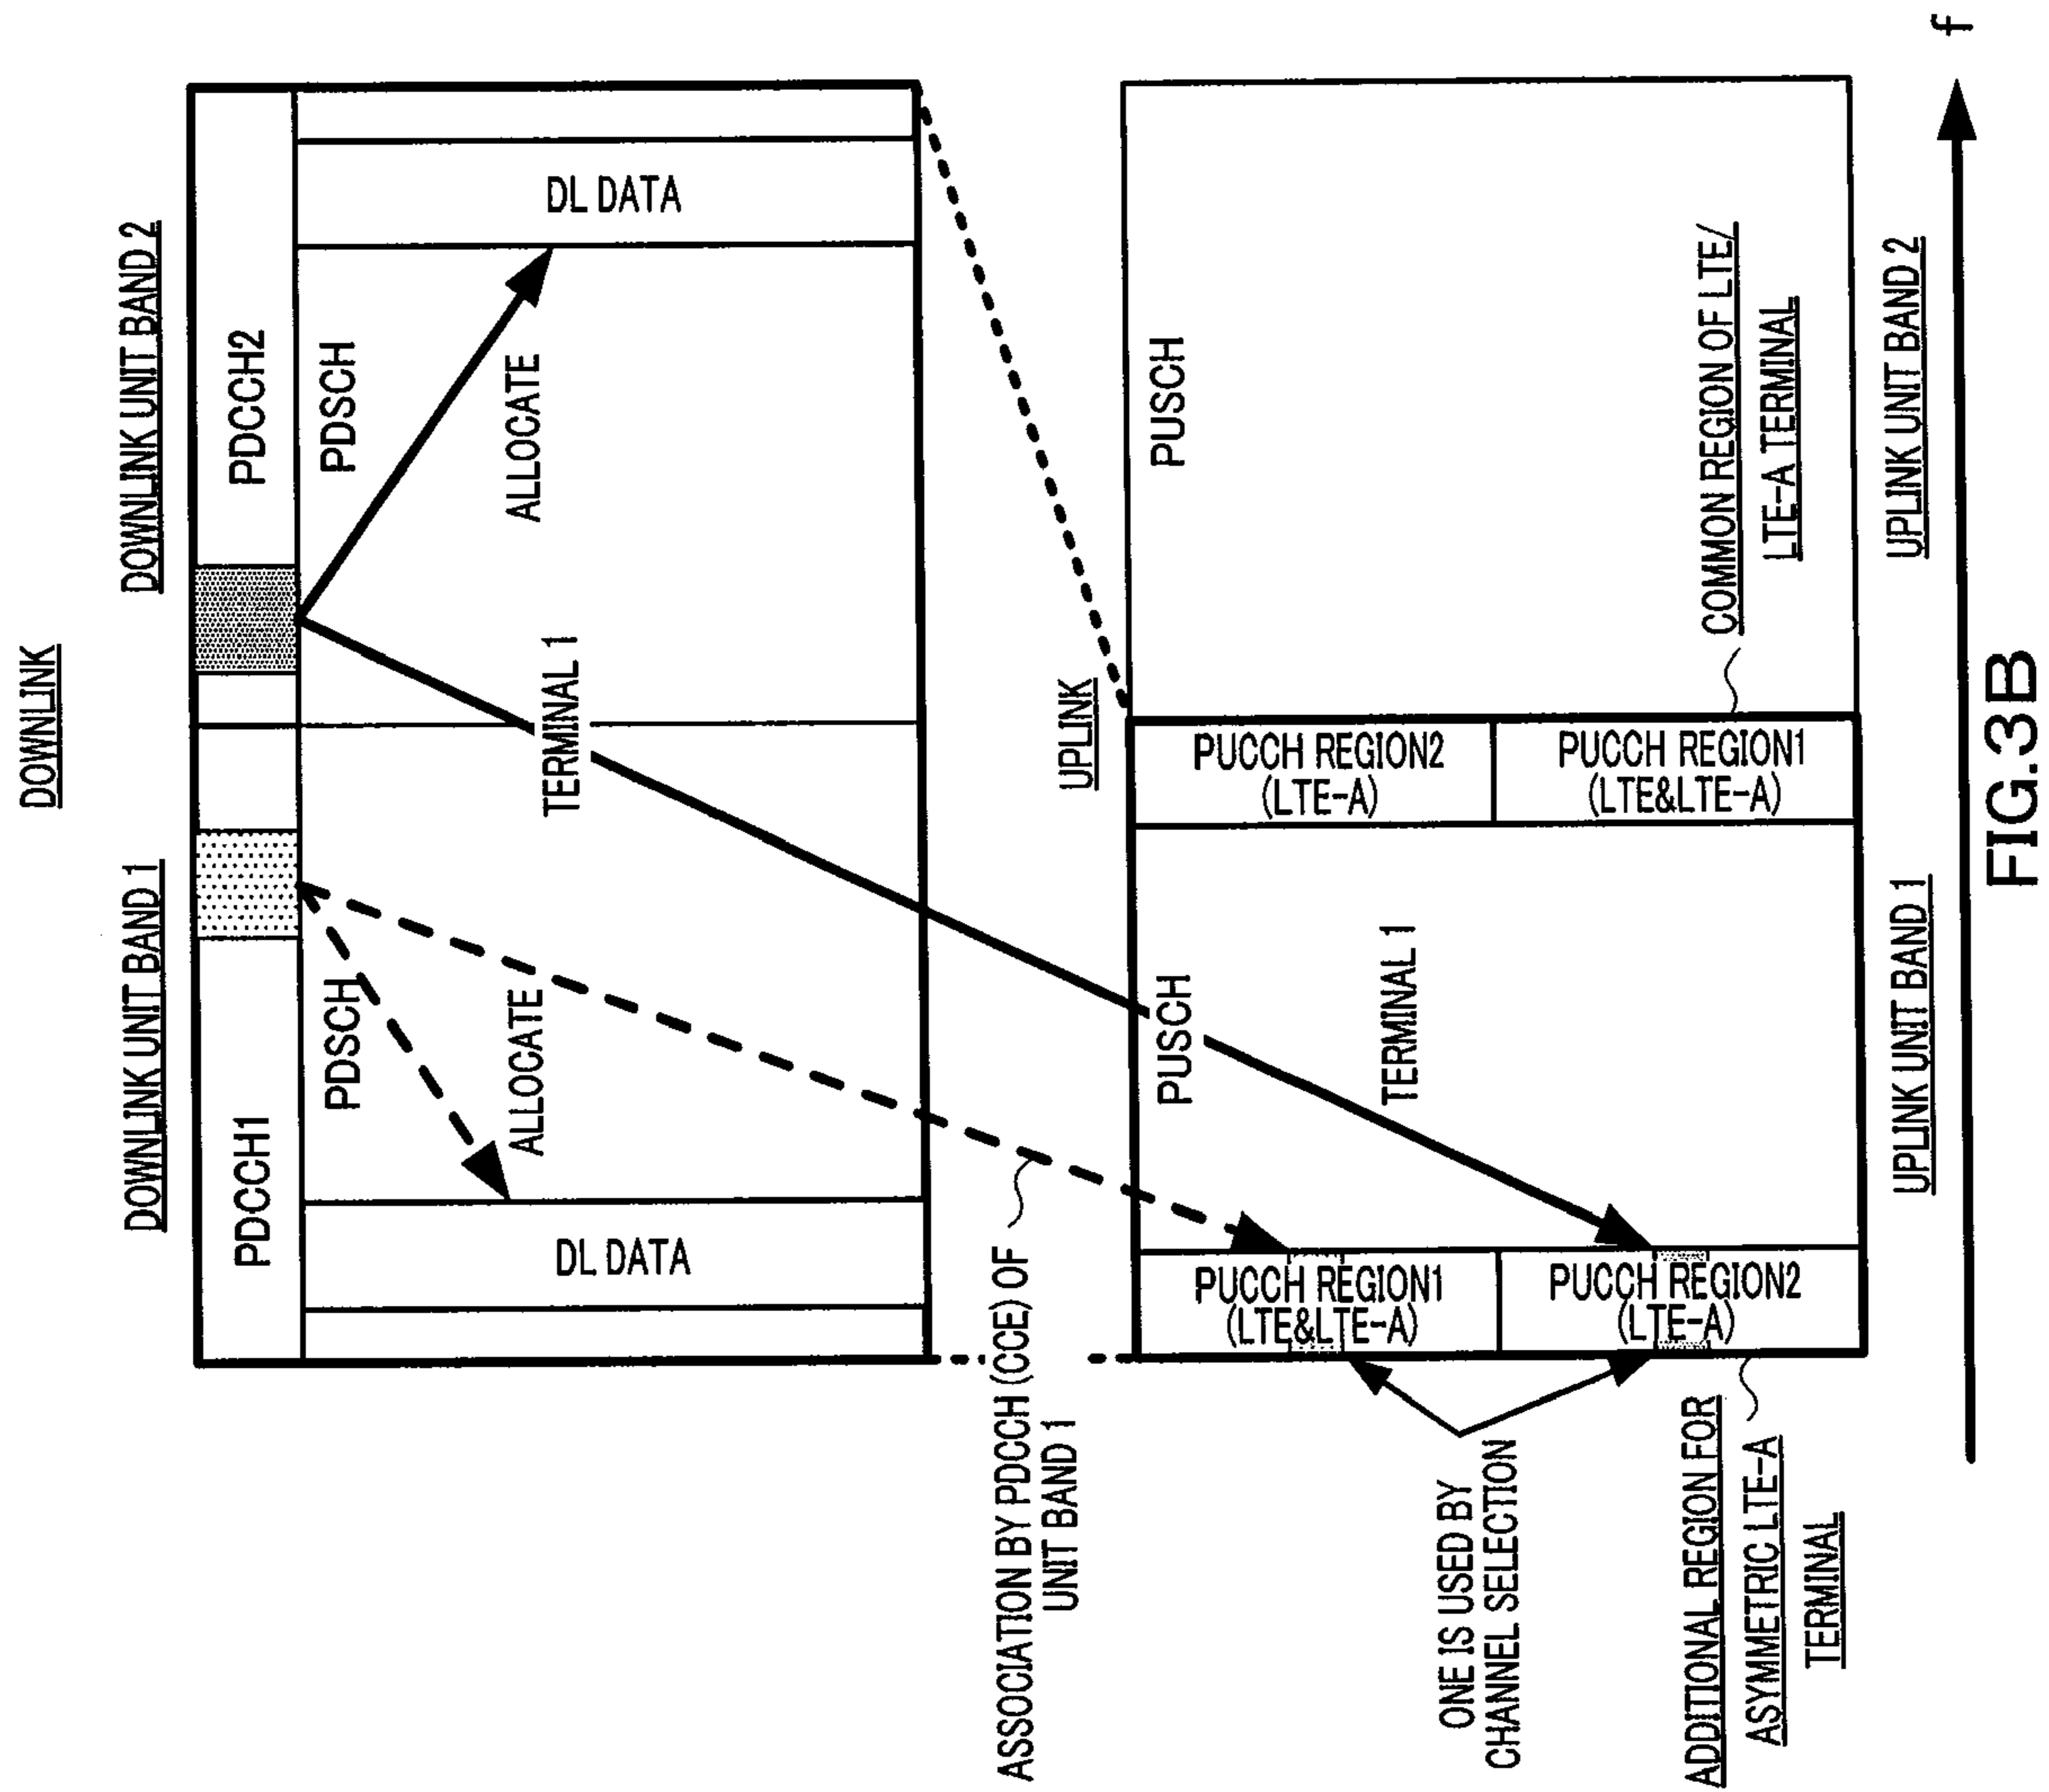 DOWNLINK
DOWNLINK UNIT BAND 1
DOWNLINK UNIT BAND 2
PDCCH1
PDCCH2
PDSCH
PDSCH
ALLOCATE
ALLOCATE
TERMINAL 1
DL DATA
DL DATA
ASSOCIATION BY PDCCH (CCE) OF
UNIT BAND 1
UPLINK
PUSCH
PUSCH
PUCCH REGION1
(LTE&LTE-A)
PUCCH REGION2
(LTE-A)
TERMINAL 1
ONE IS USED BY
CHANNEL SELECTION
PUCCH REGION2
(LTE-A)
PUCCH REGION1
(LTE&LTE-A)
ADDITIONAL REGION FOR
ASYMETRIC LTE-A
TERMINAL
COMMON REGION OF LTE/
LTE-A TERMINAL
UPLINK UNIT BAND 1
UPLINK UNIT BAND 2
f
FIG.3B